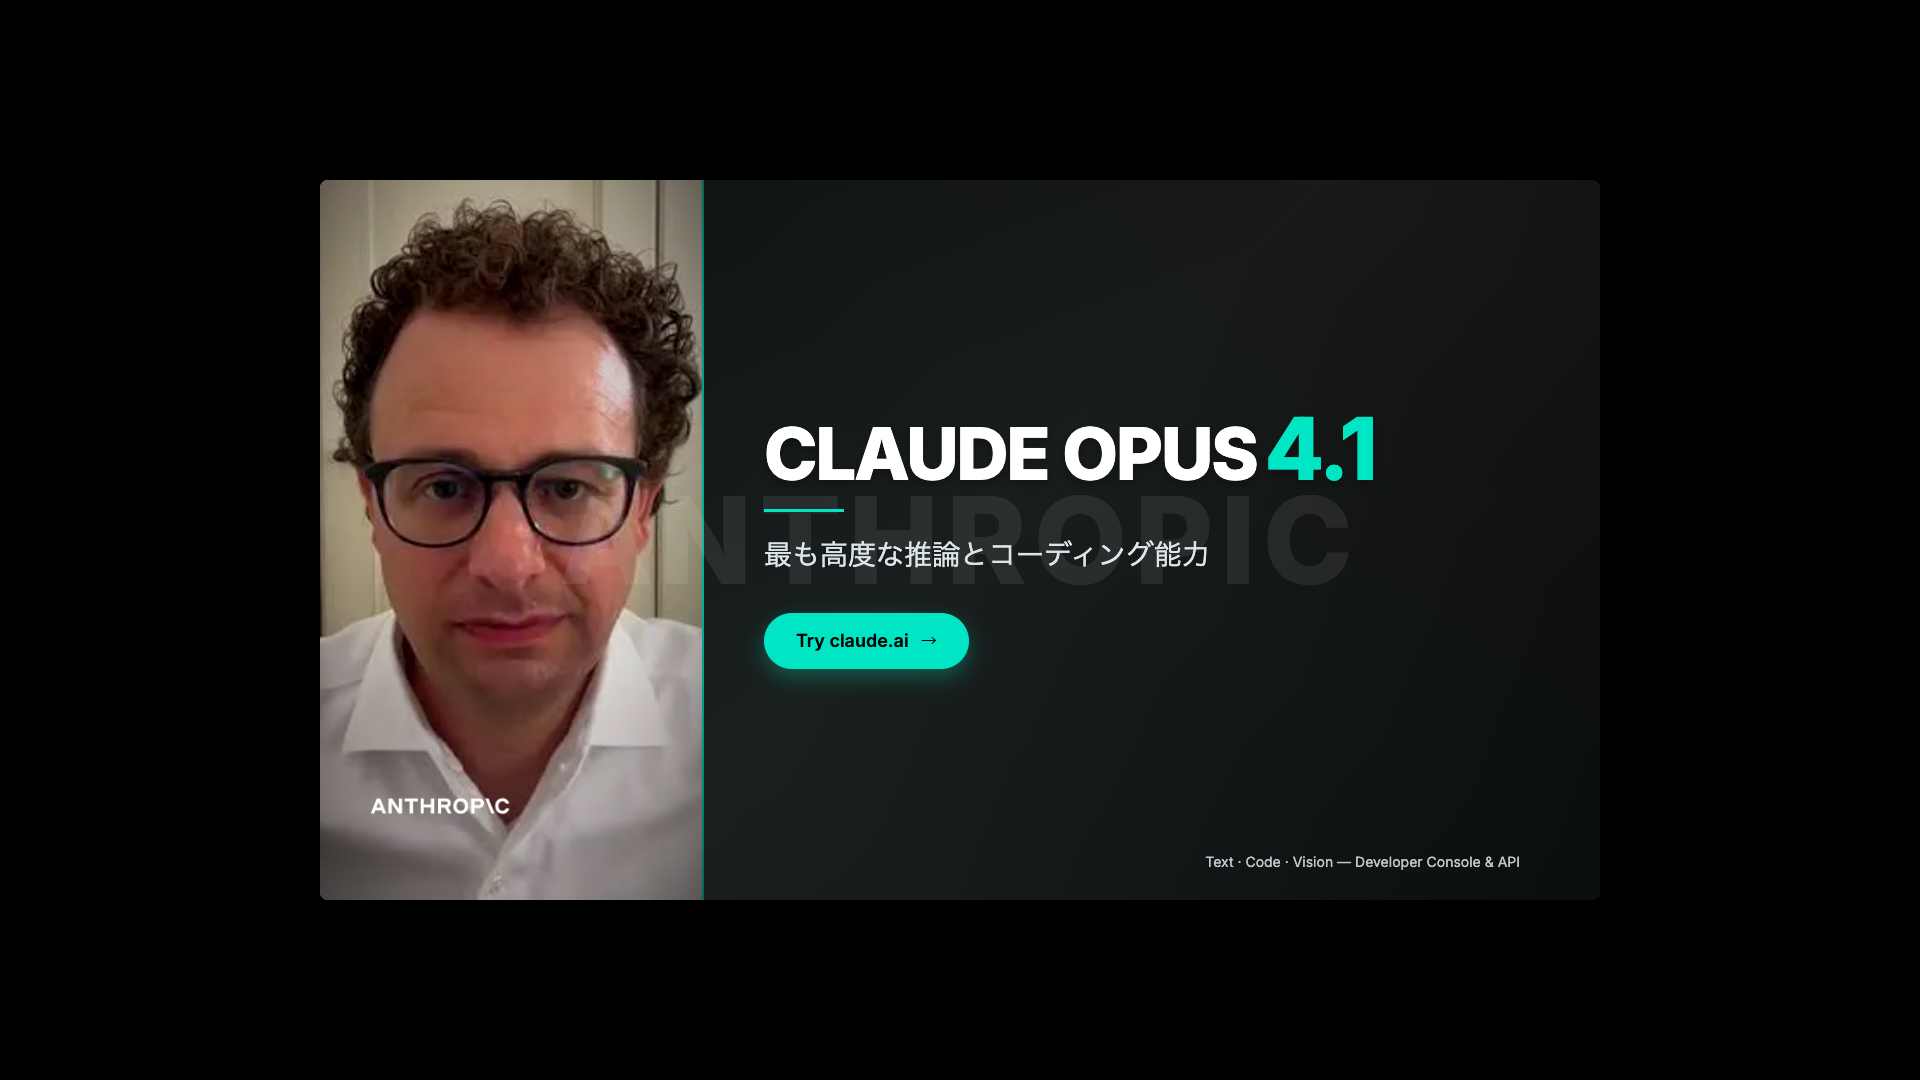 CLAUDE OPUS 4.1
ANTHROPIC
最も高度な推論とコーディング能力
Try claude.ai →
ANTHROP\C
Text · Code · Vision — Developer Console & API